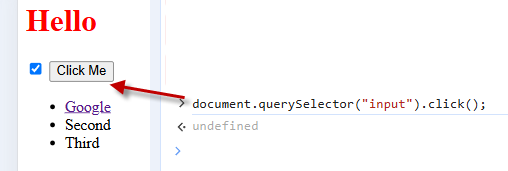 Hello
Click Me
Google
Second
Third
document.querySelector("input").click();
undefined